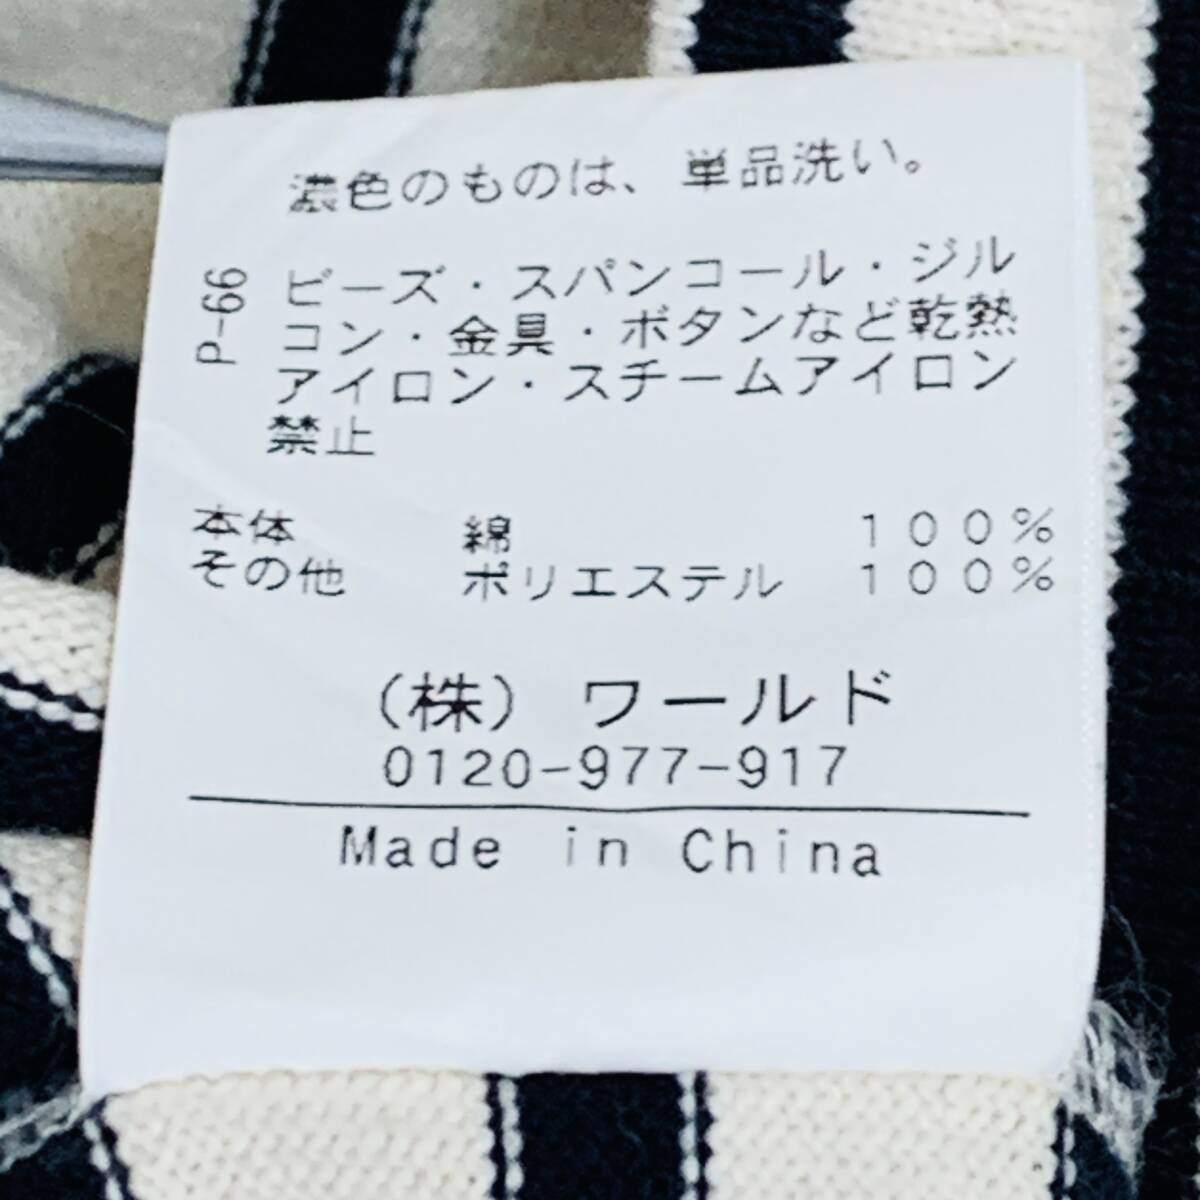 濃色のものは、単品洗い。
P-66
ビーズ・スパンコール・ジル
コン・金具・ボタンなど乾熱
アイロン・スチームアイロン
禁止
本体 綿 100%
その他 ポリエステル 100%
(株) ワールド
0120-977-917
Made in China